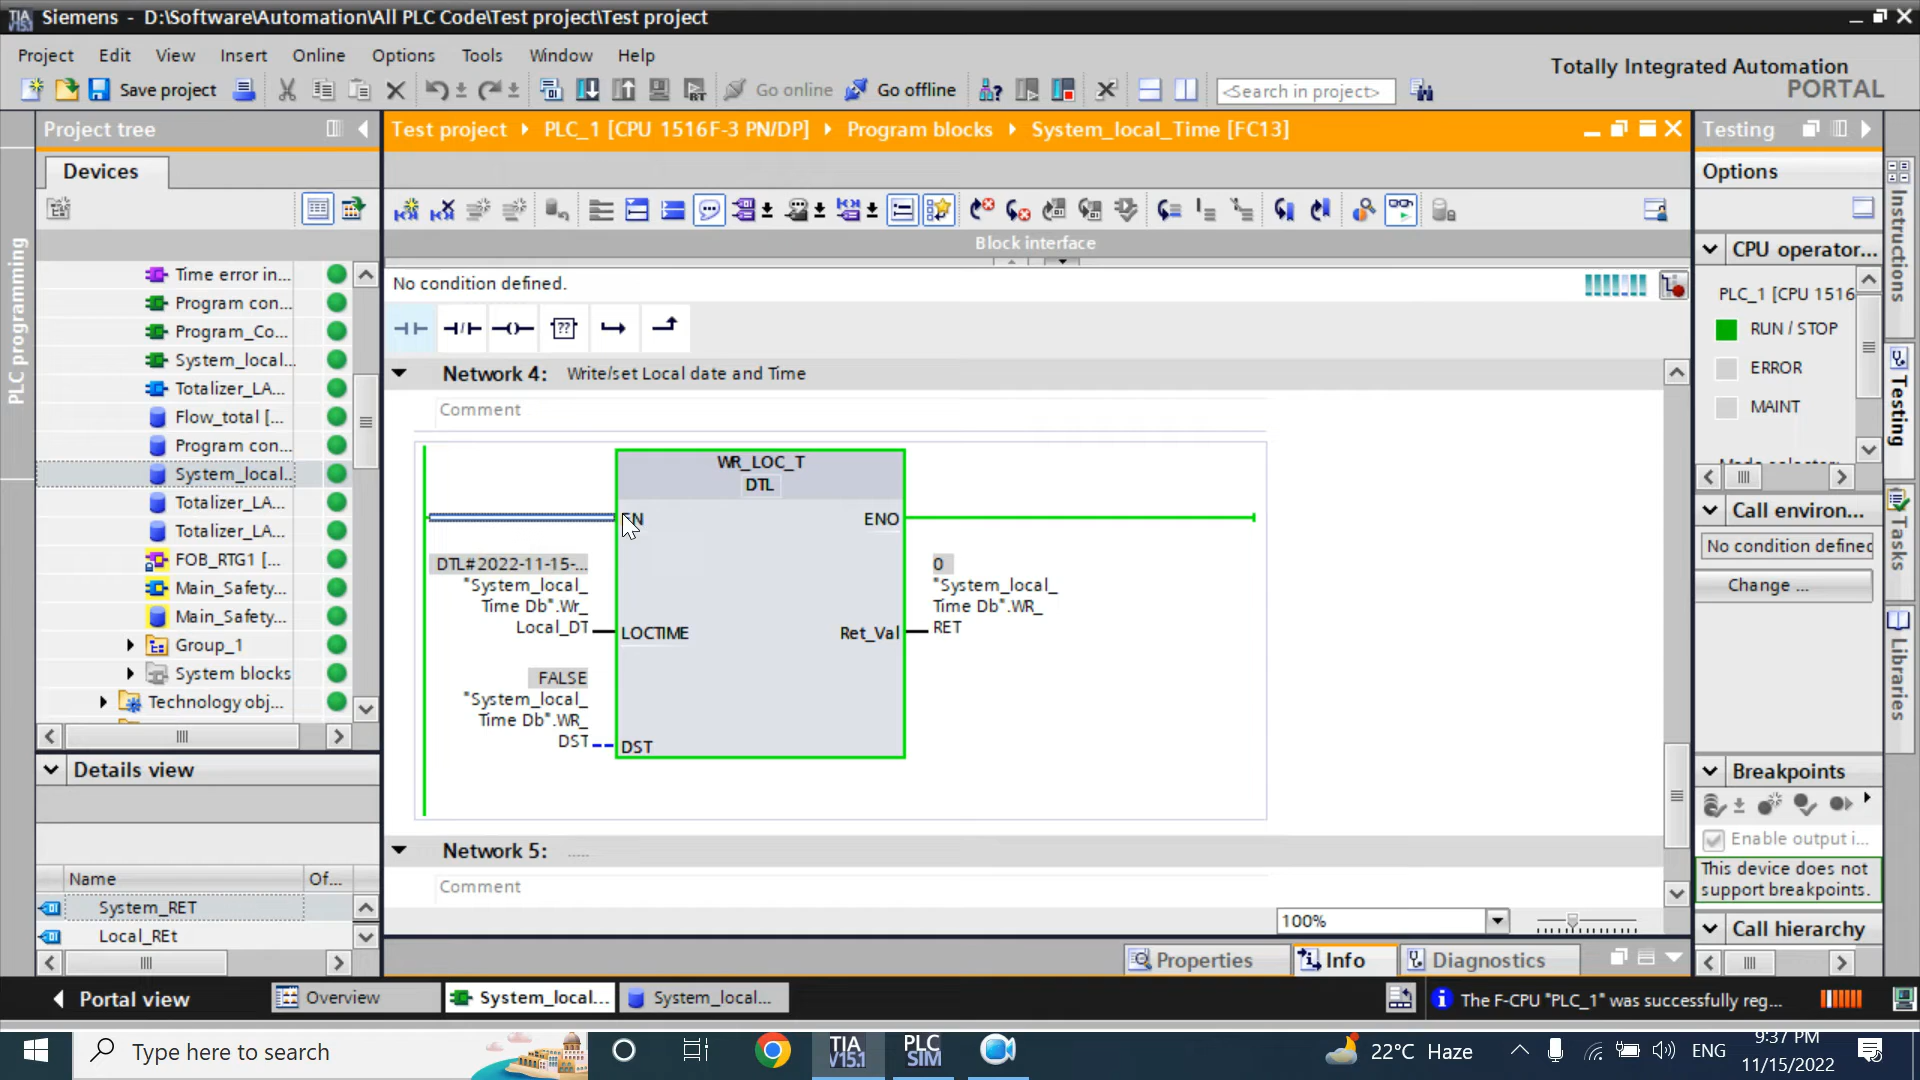 Siemens - D:\Software\Automation\All PLC Code\Test project\Test project
Project Edit View Insert Online Options Tools Window Help
Totally Integrated Automation
PORTAL
Save project
Go online
Go offline
<Search in project>
Project tree
Test project ▸ PLC_1 [CPU 1516F-3 PN/DP] ▸ Program blocks ▸ System_local_Time [FC13]
Testing
Devices
Options
PLC programming
Block interface
No condition defined.
Time error in...
Program con...
Program_Co...
System_local...
Totalizer_LA...
Flow_total [...
Program con...
System_local...
Totalizer_LA...
Totalizer_LA...
FOB_RTG1 [...
Main_Safety...
Main_Safety...
Group_1
System blocks
Technology obj...
Details view
Name Of...
System_RET
Local_REt
Network 4: Write/set Local date and Time
Comment
WR_LOC_T
DTL
EN
ENO
DTL#2022-11-15-...
"System_local_
Time Db".Wr_
Local_DT
LOCTIME
0
"System_local_
Time Db".WR_
RET
Ret_Val
FALSE
"System_local_
Time Db".WR_
DST
DST
Network 5: .....
Comment
100%
Properties
Info
Diagnostics
CPU operator...
PLC_1 [CPU 1516
RUN / STOP
ERROR
MAINT
Call environ...
No condition defined
Change ...
Breakpoints
Enable output i...
This device does not
support breakpoints.
Call hierarchy
Instructions
Testing
Tasks
Libraries
Portal view
Overview
System_local...
System_local...
The F-CPU "PLC_1" was successfully reg...
Type here to search
TIA
V15.1
PLC
SIM
22°C Haze
ENG
9:37 PM
11/15/2022